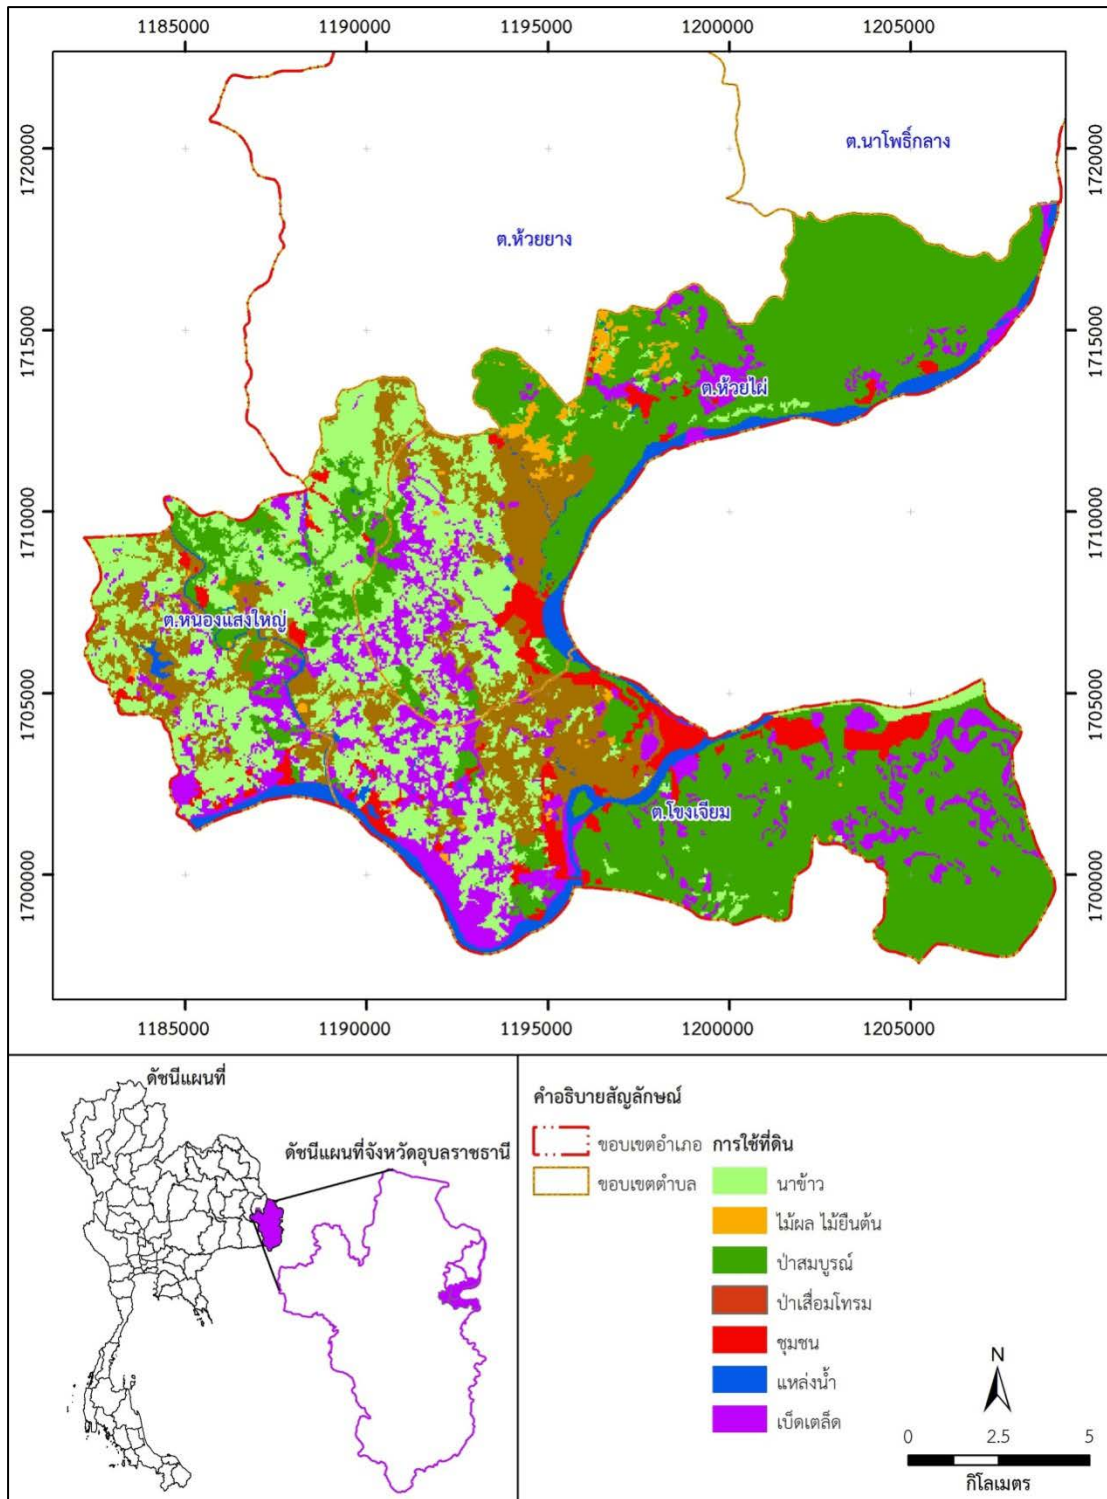 1185000 1190000 1195000 1200000 1205000
1720000 1720000
ต.นาโพธิ์กลาง
ต.ห้วยยาง
1715000 1715000
ต.ห้วยไผ่
1710000 1710000
ต.หนองแสงใหญ่
1705000 1705000
ต.โขงเจียม
1700000 1700000
1185000 1190000 1195000 1200000 1205000
ดัชนีแผนที่
ดัชนีแผนที่จังหวัดอุบลราชธานี
คำอธิบายสัญลักษณ์
ขอบเขตอำเภอ
ขอบเขตตำบล
การใช้ที่ดิน
นาข้าว
ไม้ผล ไม้ยืนต้น
ป่าสมบูรณ์
ป่าเสื่อมโทรม
ชุมชน
แหล่งน้ำ
เบ็ดเตล็ด
N
0 2.5 5
กิโลเมตร